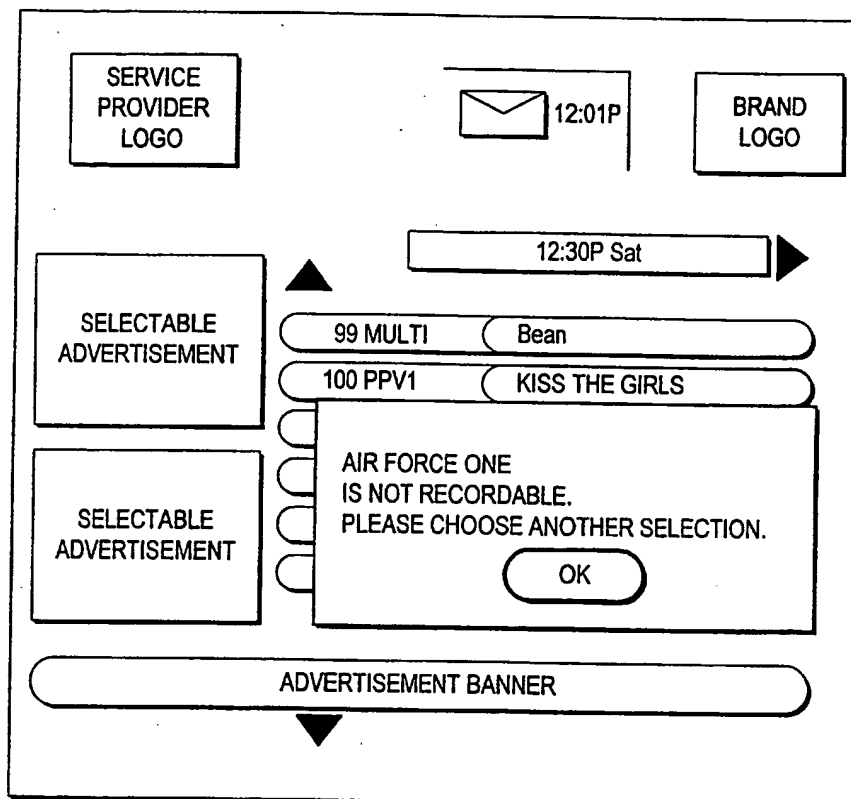 SERVICE
PROVIDER
LOGO
12:01P
BRAND
LOGO
12:30P Sat
SELECTABLE
ADVERTISEMENT
99 MULTI Bean
100 PPV1 KISS THE GIRLS
AIR FORCE ONE
IS NOT RECORDABLE.
PLEASE CHOOSE ANOTHER SELECTION.
OK
SELECTABLE
ADVERTISEMENT
ADVERTISEMENT BANNER